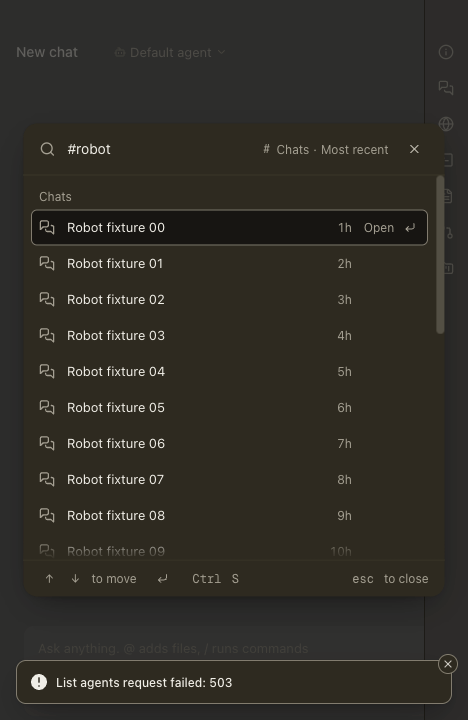 New chat Default agent
#robot # Chats · Most recent
Chats
Robot fixture 00 1h Open
Robot fixture 01 2h
Robot fixture 02 3h
Robot fixture 03 4h
Robot fixture 04 5h
Robot fixture 05 6h
Robot fixture 06 7h
Robot fixture 07 8h
Robot fixture 08 9h
Robot fixture 09 10h
↑ ↓ to move ↵ Ctrl S esc to close
Ask anything. @ adds files, / runs commands
List agents request failed: 503